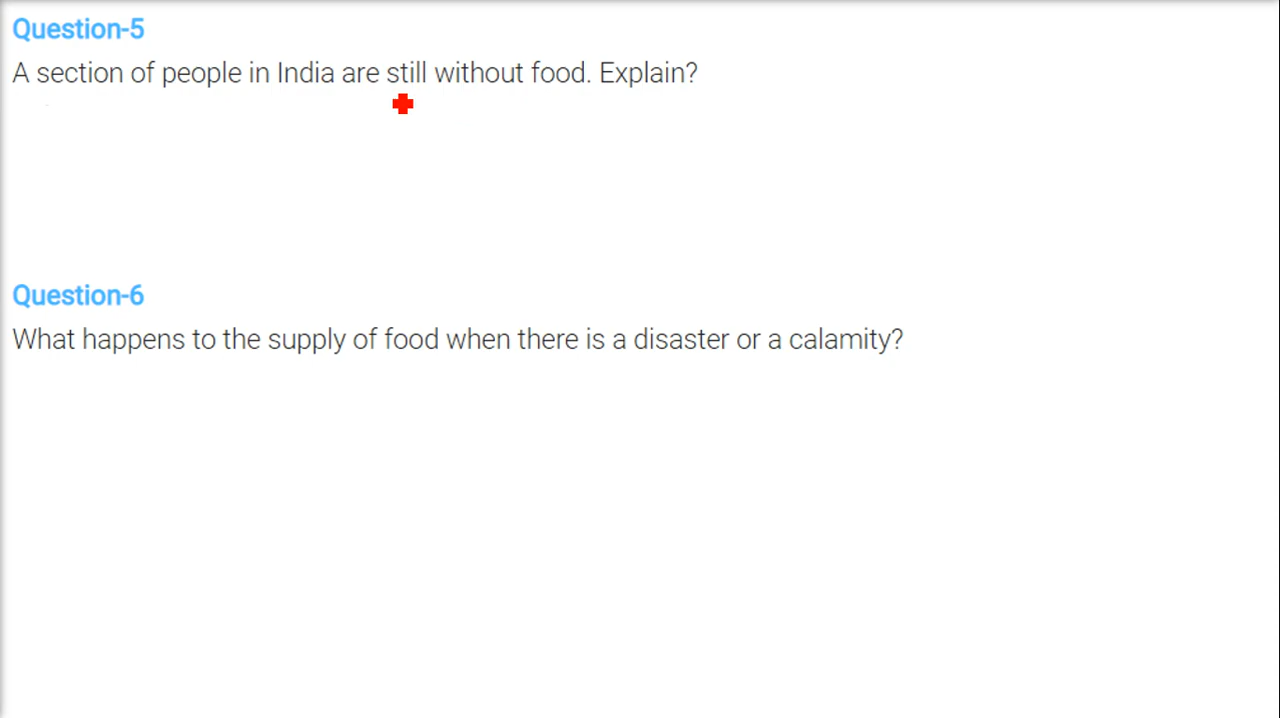 Question-5
A section of people in India are still without food. Explain?
Question-6
What happens to the supply of food when there is a disaster or a calamity?